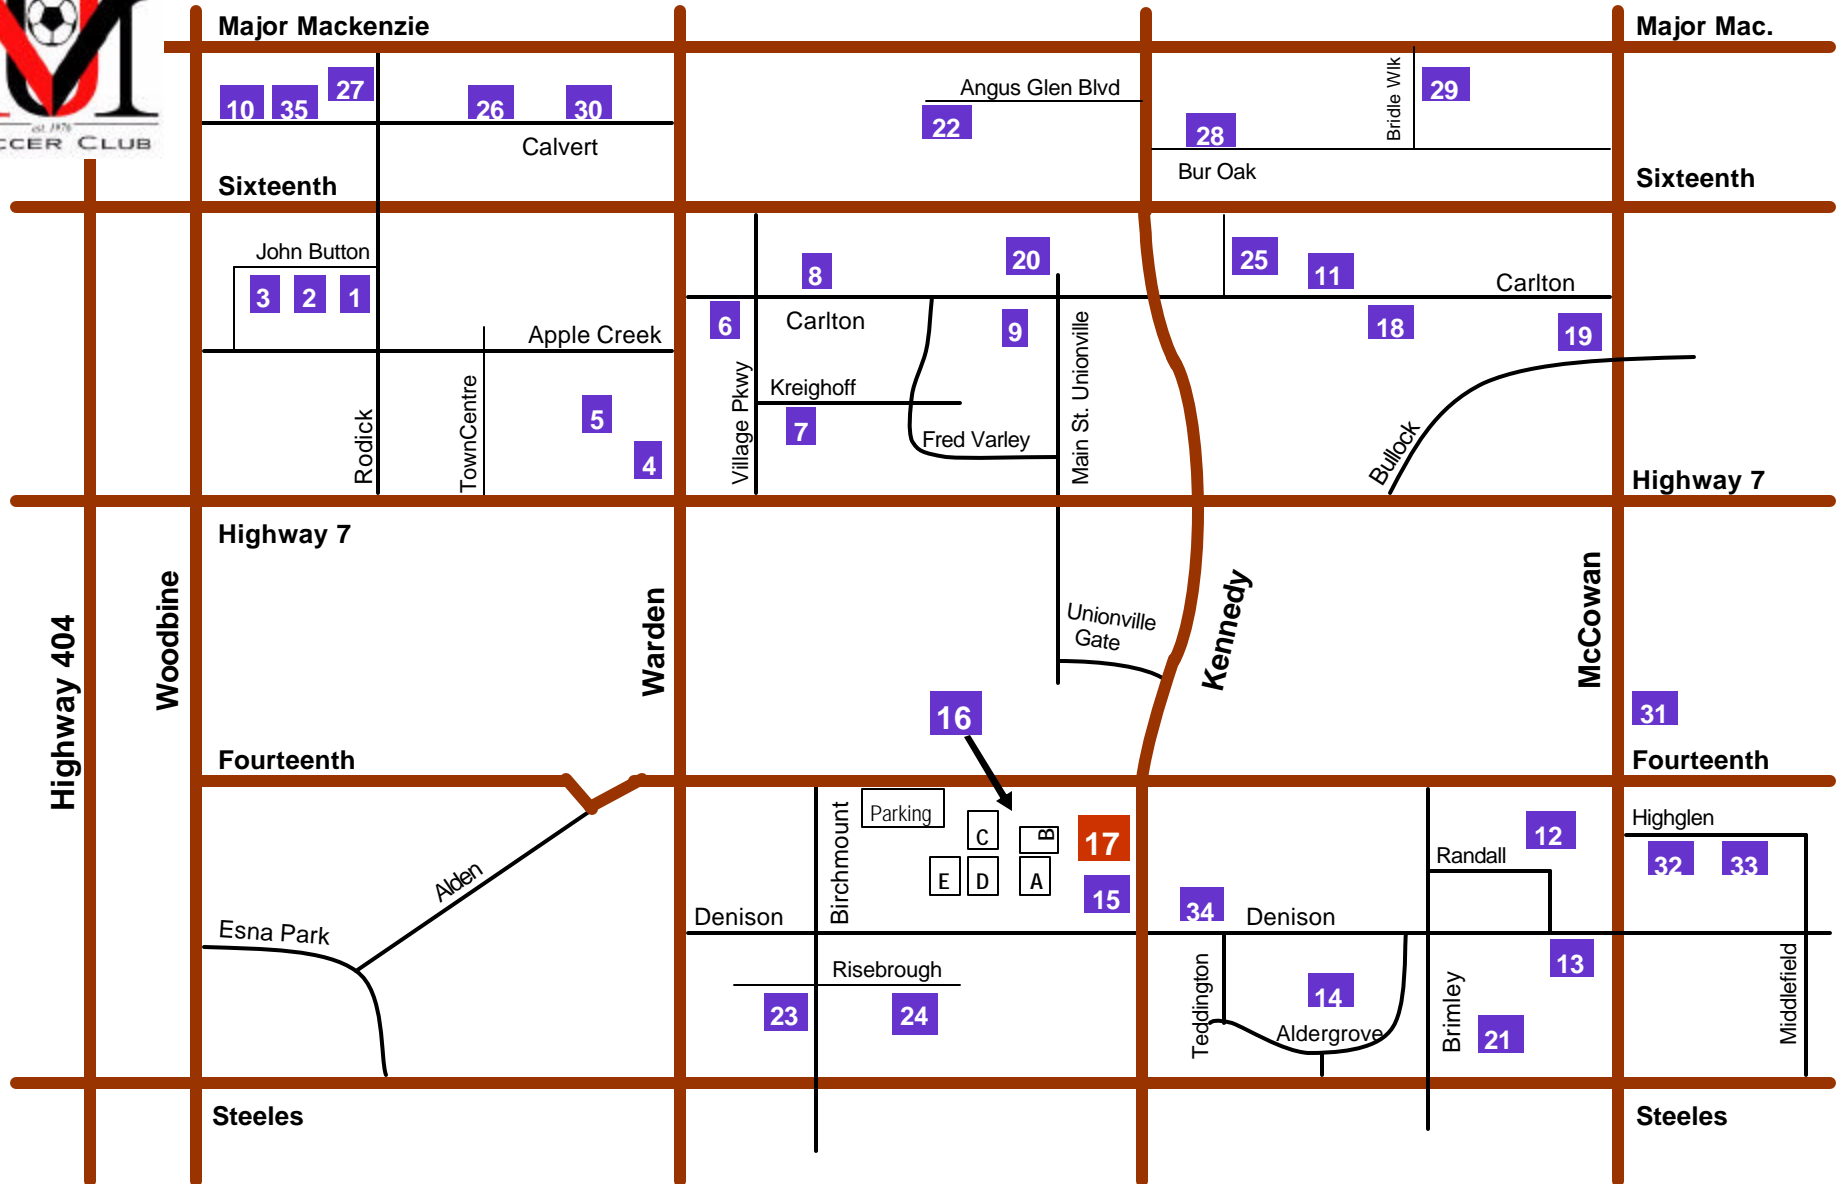 est. 1976
CCER CLUB
Major Mackenzie
Major Mac.
10
35
27
26
30
Calvert
Angus Glen Blvd
22
28
Bridle Wlk
29
Bur Oak
Sixteenth
Sixteenth
John Button
3
2
1
8
20
25
11
Carlton
6
Carlton
9
18
19
Apple Creek
Rodick
TownCentre
5
4
Village Pkwy
Kreighoff
7
Fred Varley
Main St. Unionville
Bullock
Highway 7
Highway 7
Highway 404
Woodbine
Warden
Unionville
Gate
Kennedy
McCowan
16
31
Fourteenth
Fourteenth
Parking
Birchmount
C
B
17
E
D
A
15
Alden
Esna Park
Denison
34
Denison
Randall
12
Highglen
32
33
Risebrough
23
24
Teddington
14
Aldergrove
Brimley
13
21
Middlefield
Steeles
Steeles